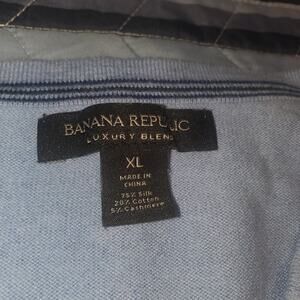 BANANA REPUBLIC
LUXURY BLEND
XL
MADE IN
CHINA
75% Silk
20% Cotton
5% Cashmere